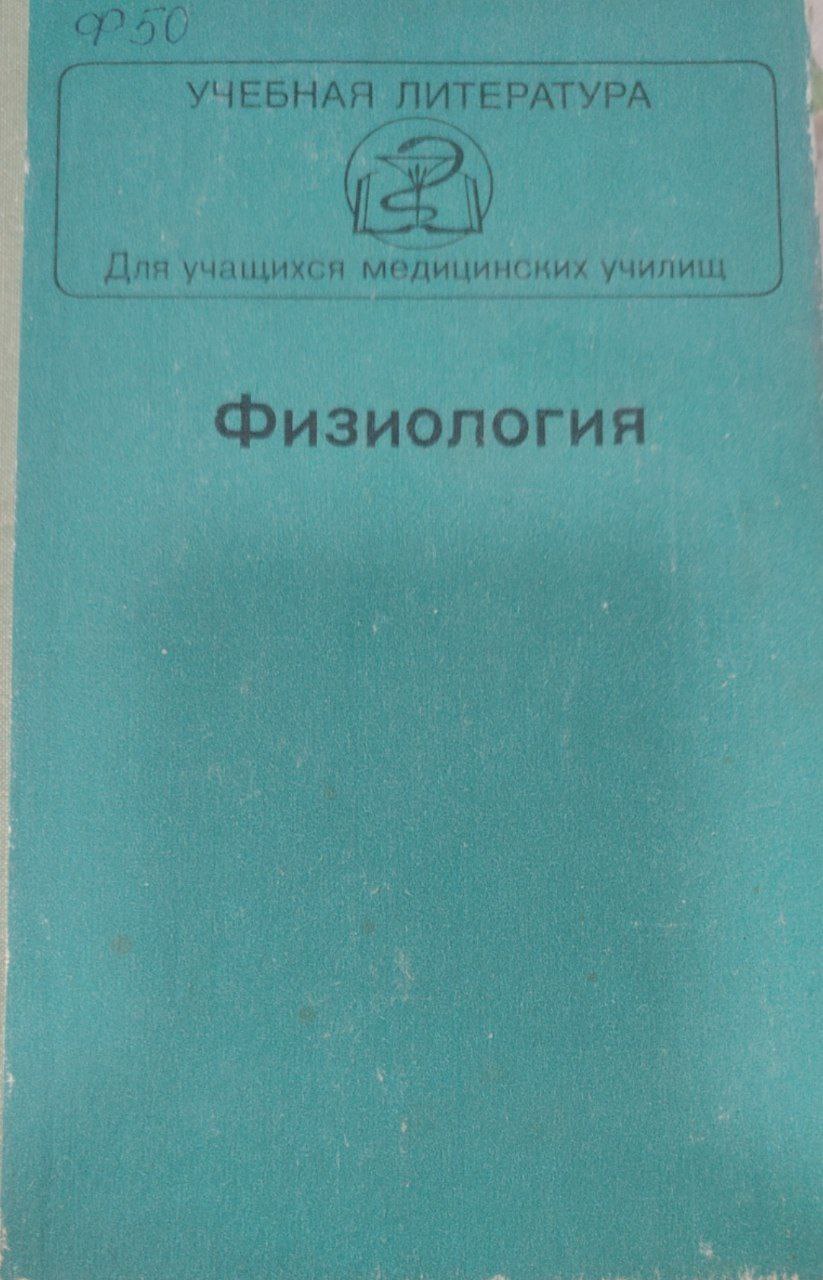 Ф50
УЧЕБНАЯ ЛИТЕРАТУРА
Для учащихся медицинских училищ
Физиология